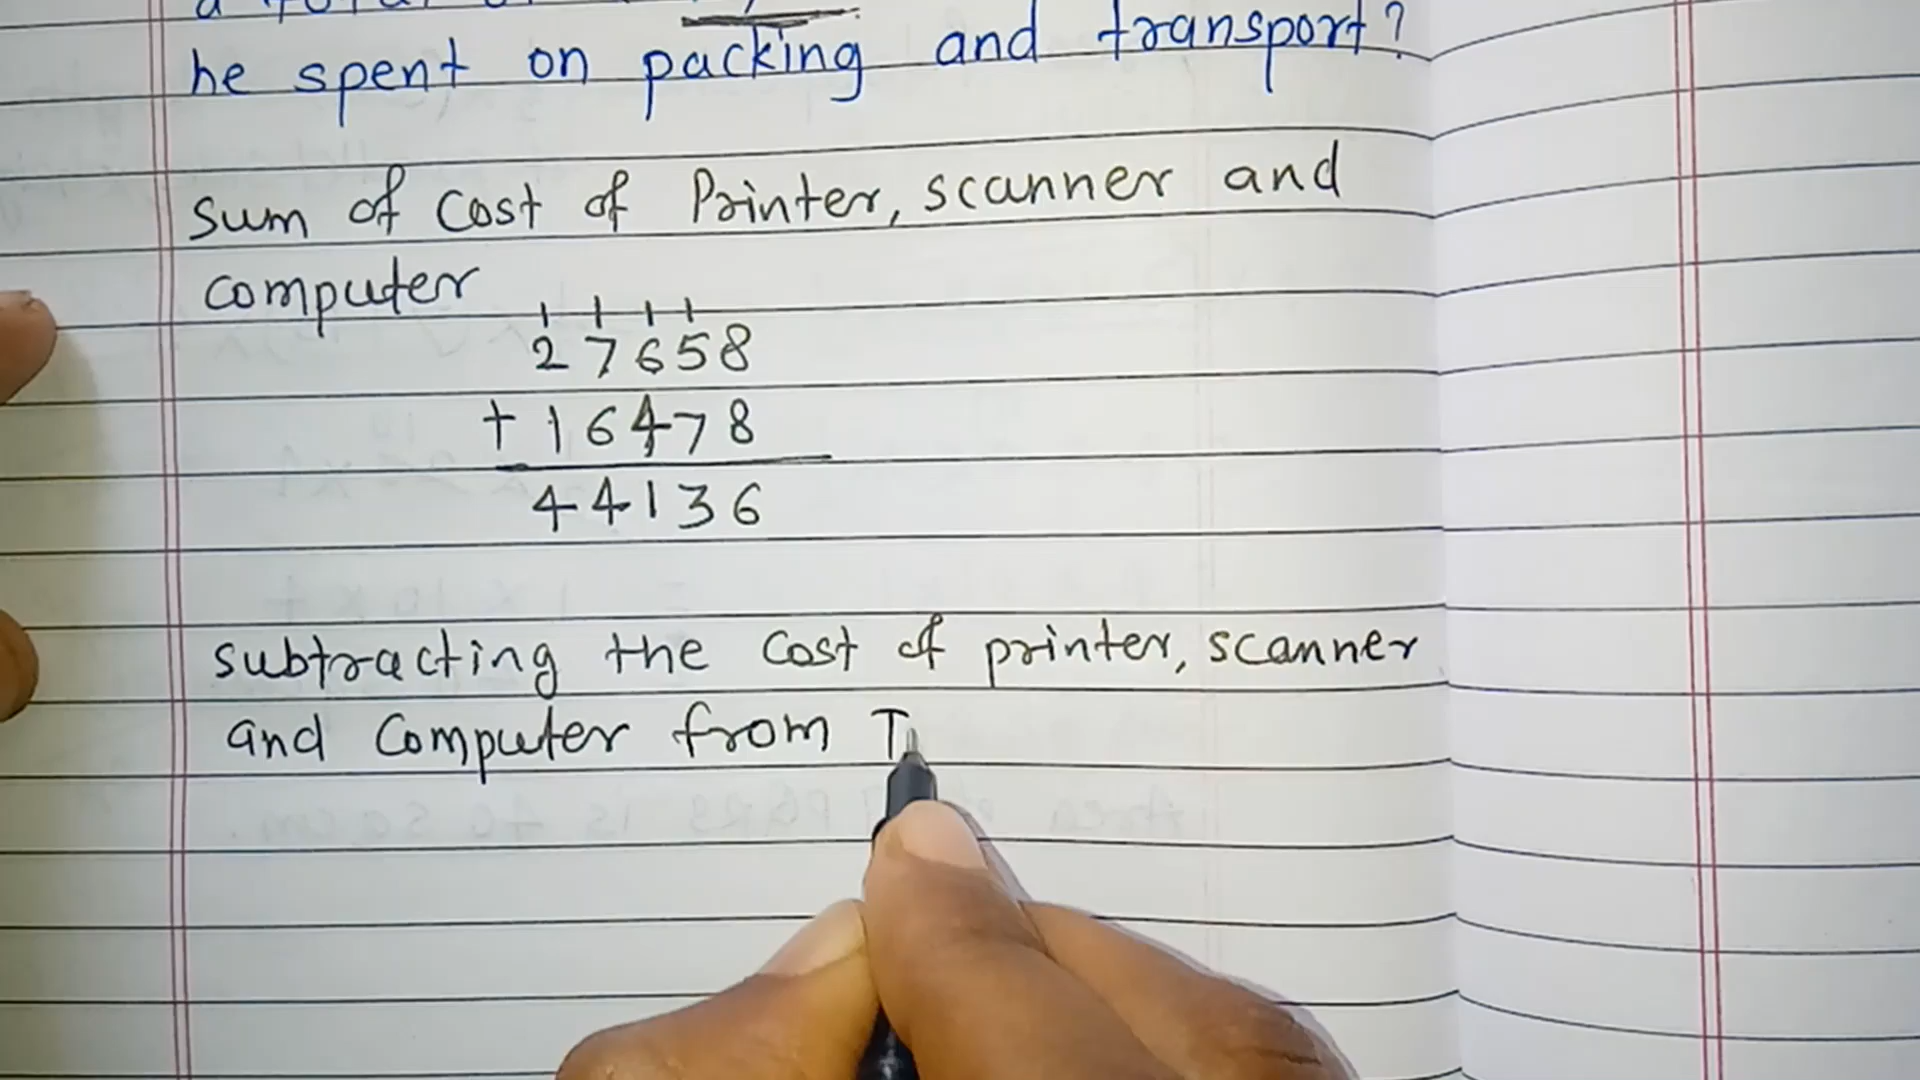 he spent on packing and transport?
Sum of Cost of Printer, scanner and
computer
1 1 1 1
27658
+ 16478
44136
subtracting the Cost of printer, scanner
and Computer from T